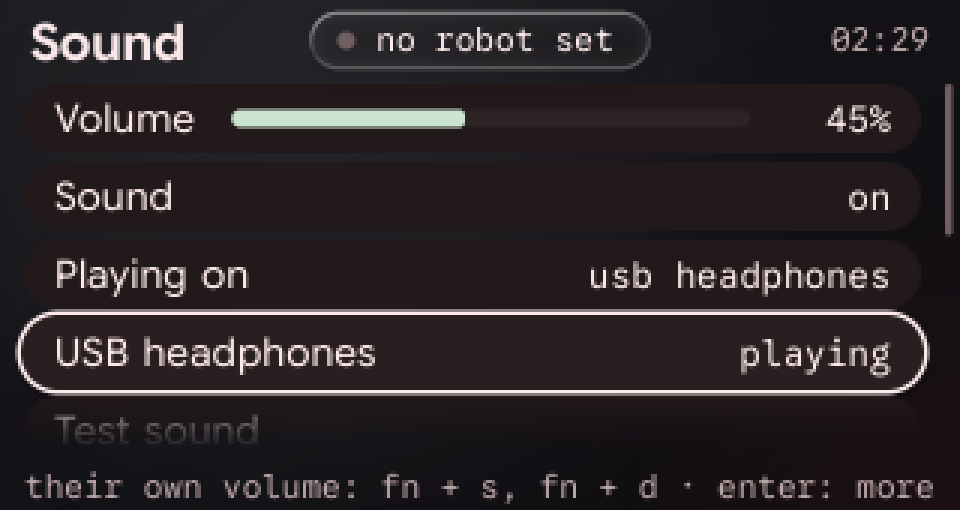 Sound
no robot set
02:29
Volume 45%
Sound on
Playing on usb headphones
USB headphones playing
Test sound
their own volume: fn + s, fn + d · enter: more